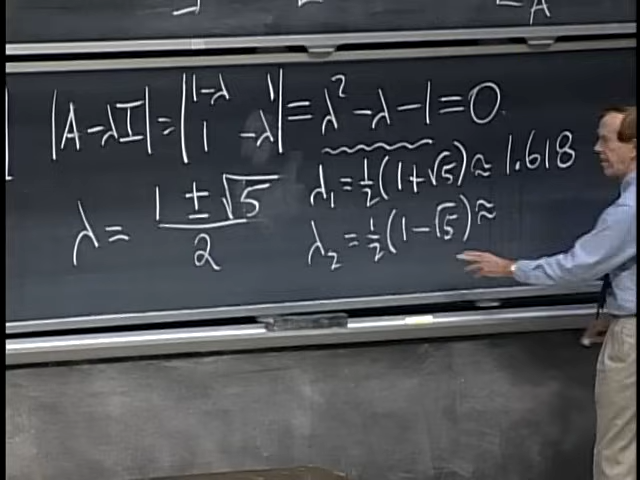 A
|A-λI| = |1-λ 1| = λ² - λ - 1 = 0.
|1 -λ|
λ₁ = ½(1+√5) ≈ 1.618
λ = (1 ± √5)/2
λ₂ = ½(1-√5) ≈